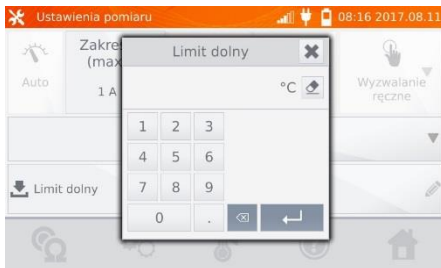 Ustawienia pomiaru
08:16 2017.08.11
Limit dolny
Auto
Zakre
(max
1 A
°C
Wyzwalanie
ręczne
1 2 3
4 5 6
7 8 9
0 .
Limit dolny